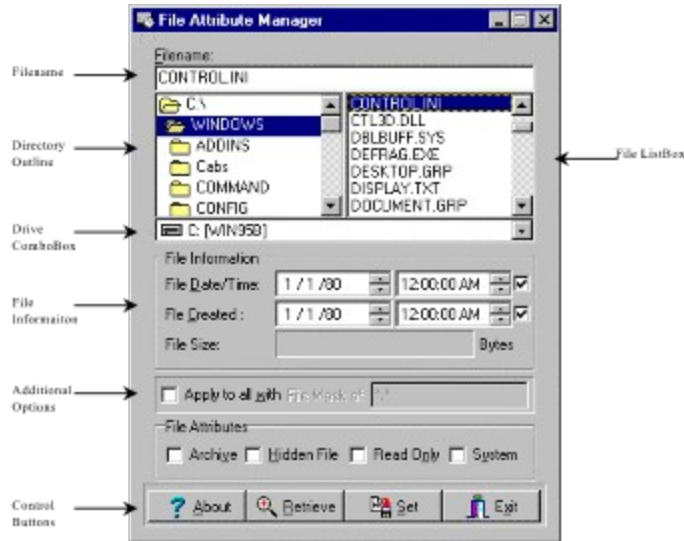 File Attribute Manager
Filename:
Filename
CONTROL.INI
C:\
WINDOWS
ADDINS
Cabs
COMMAND
CONFIG
Directory
Outline
CONTROL.INI
CTL3D.DLL
DBLBUFF.SYS
DEFRAG.EXE
DESKTOP.GRP
DISPLAY.TXT
DOCUMENT.GRP
File ListBox
Drive
ComboBox
C: [WIN95B]
File Information
File
Informaiton
File Date/Time: 1 / 1 /80 12:00:00 AM
Fle Created : 1 / 1 /80 12:00:00 AM
File Size: Bytes
Additional
Options
Apply to all with File Mask of: *.*
File Attributes
Archive Hidden File Read Only System
Control
Buttons
? About Retrieve Set Exit